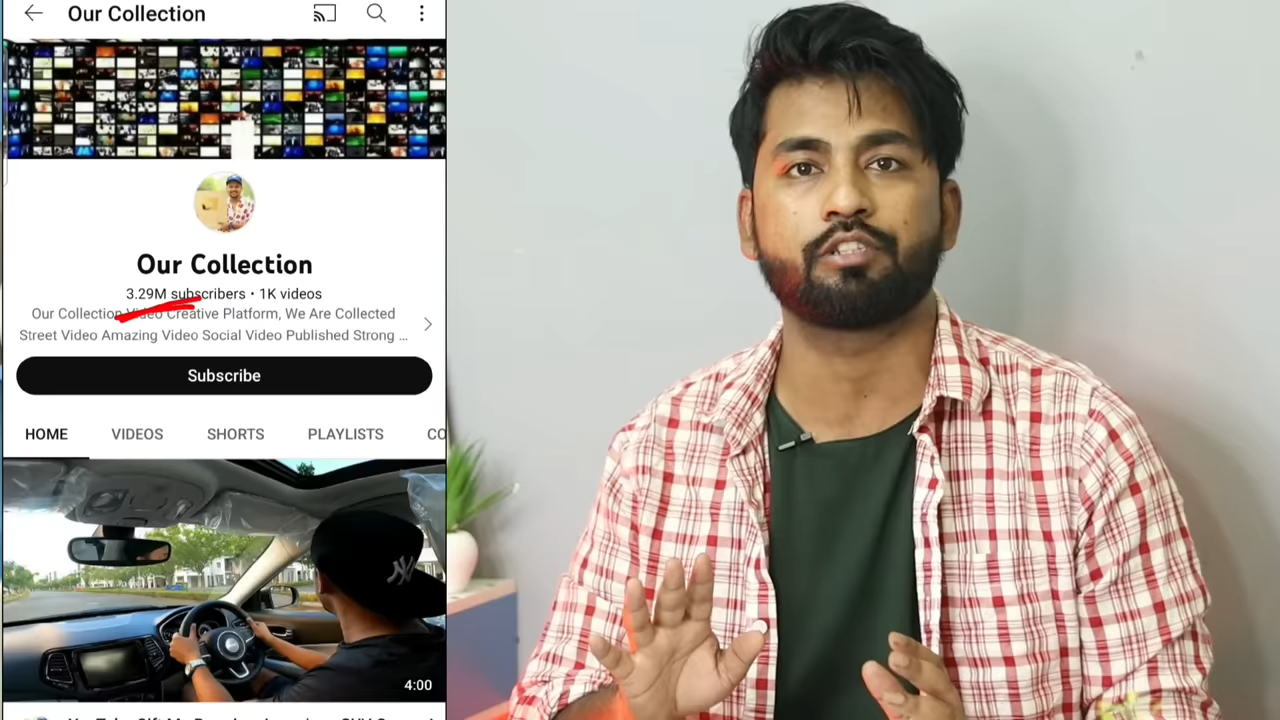 Our Collection
Our Collection
3.29M subscribers • 1K videos
Our Collection Video Creative Platform, We Are Collected
Street Video Amazing Video Social Video Published Strong ...
Subscribe
HOME VIDEOS SHORTS PLAYLISTS CO
4:00